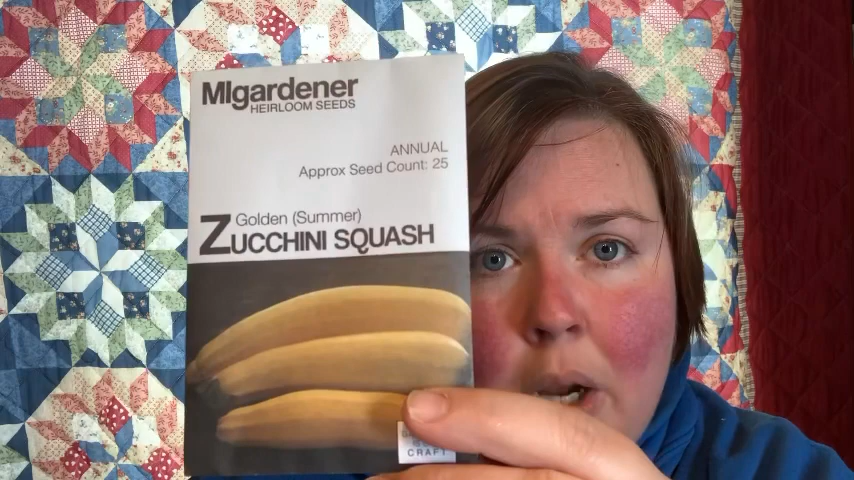 MIgardener
HEIRLOOM SEEDS
ANNUAL
Approx Seed Count: 25
Golden (Summer)
ZUCCHINI SQUASH
CRAFT